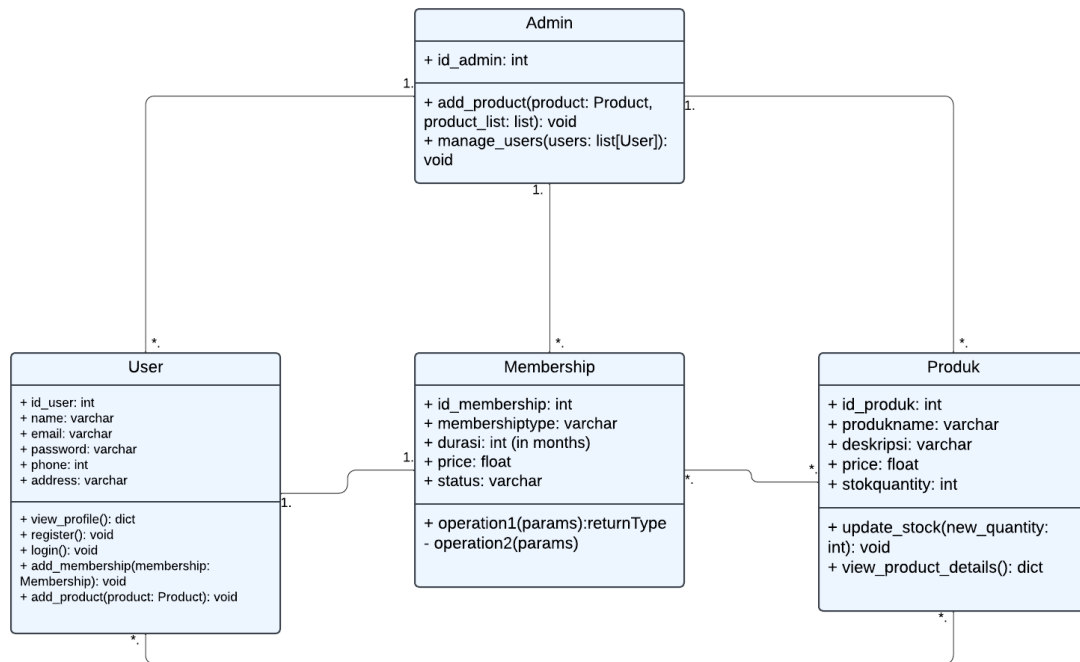 Admin
+ id_admin: int
+ add_product(product: Product,
product_list: list): void
+ manage_users(users: list[User]):
void
1.
1.
1.
*.
*.
*.
User
+ id_user: int
+ name: varchar
+ email: varchar
+ password: varchar
+ phone: int
+ address: varchar
+ view_profile(): dict
+ register(): void
+ login(): void
+ add_membership(membership:
Membership): void
+ add_product(product: Product): void
1.
*.
Membership
+ id_membership: int
+ membershiptype: varchar
+ durasi: int (in months)
+ price: float
+ status: varchar
+ operation1(params):returnType
- operation2(params)
1.
*.
Produk
+ id_produk: int
+ produkname: varchar
+ deskripsi: varchar
+ price: float
+ stokquantity: int
+ update_stock(new_quantity:
int): void
+ view_product_details(): dict
*.
*.